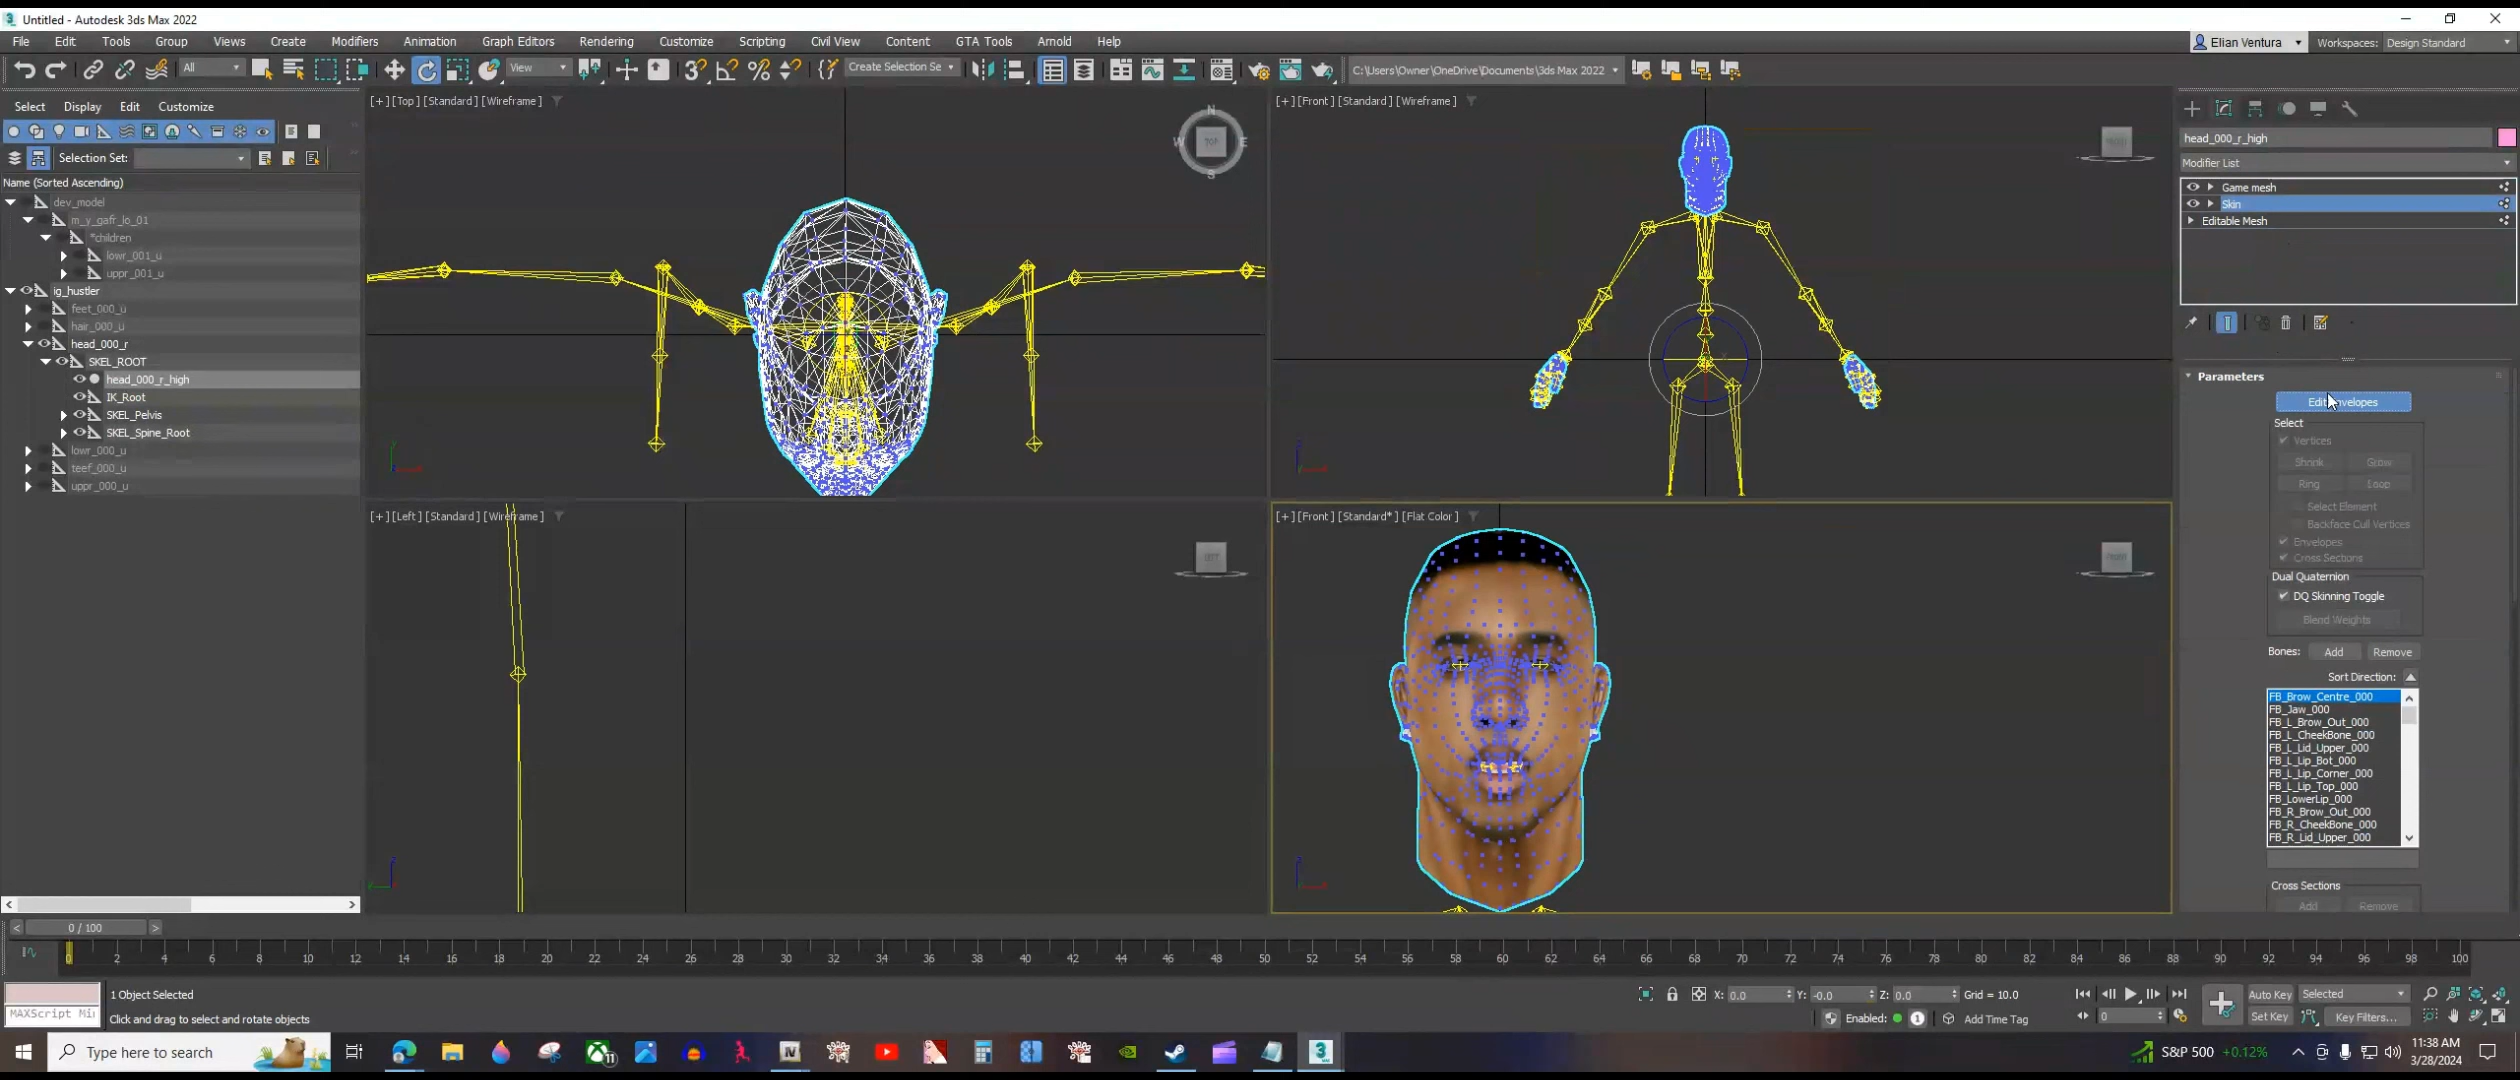 Untitled - Autodesk 3ds Max 2022
File Edit Tools Group Views Create Modifiers Animation Graph Editors Rendering Customize Scripting Civil View Content GTA Tools Arnold Help
Elian Ventura Workspaces: Design Standard
All View Create Selection Se C:\Users\Owner\OneDrive\Documents\3ds Max 2022
Select Display Edit Customize
Selection Set:
Name (Sorted Ascending)
dev_model
m_y_gafr_lo_01
*children
lowr_001_u
uppr_001_u
ig_hustler
feet_000_u
hair_000_u
head_000_r
SKEL_ROOT
head_000_r_high
IK_Root
SKEL_Pelvis
SKEL_Spine_Root
lowr_000_u
teef_000_u
uppr_000_u
[+] [Top] [Standard] [Wireframe]
N
W TOP E
S
[+] [Front] [Standard] [Wireframe]
[+] [Left] [Standard] [Wireframe]
[+] [Front] [Standard*] [Flat Color]
head_000_r_high
Modifier List
Game mesh
Skin
Editable Mesh
Parameters
Select
Vertices
Shrink Grow
Ring Loop
Select Element
Backface Cull Vertices
Envelopes
Cross Sections
Dual Quaternion
DQ Skinning Toggle
Blend Weights
Bones: Add Remove
Sort Direction:
FB_Brow_Centre_000
FB_Jaw_000
FB_L_Brow_Out_000
FB_L_CheekBone_000
FB_L_Lid_Upper_000
FB_L_Lip_Bot_000
FB_L_Lip_Corner_000
FB_L_Lip_Top_000
FB_LowerLip_000
FB_R_Brow_Out_000
FB_R_CheekBone_000
FB_R_Lid_Upper_000
Cross Sections
Add Remove
< 0 / 100 >
0 2 4 6 8 10 12 14 16 18 20 22 24 26 28 30 32 34 36 38 40 42 44 46 48 50 52 54 56 58 60 62 64 66 68 70 72 74 76 78 80 82 84 86 88 90 92 94 96 98 100
1 Object Selected
X: 0.0 Y: -0.0 Z: 0.0 Grid = 10.0
Auto Key Selected
MAXScript Mi
Click and drag to select and rotate objects
Enabled: 1 Add Time Tag
0 Set Key Key Filters...
Type here to search
11
IV
3
S&P 500 +0.12%
11:38 AM
3/28/2024